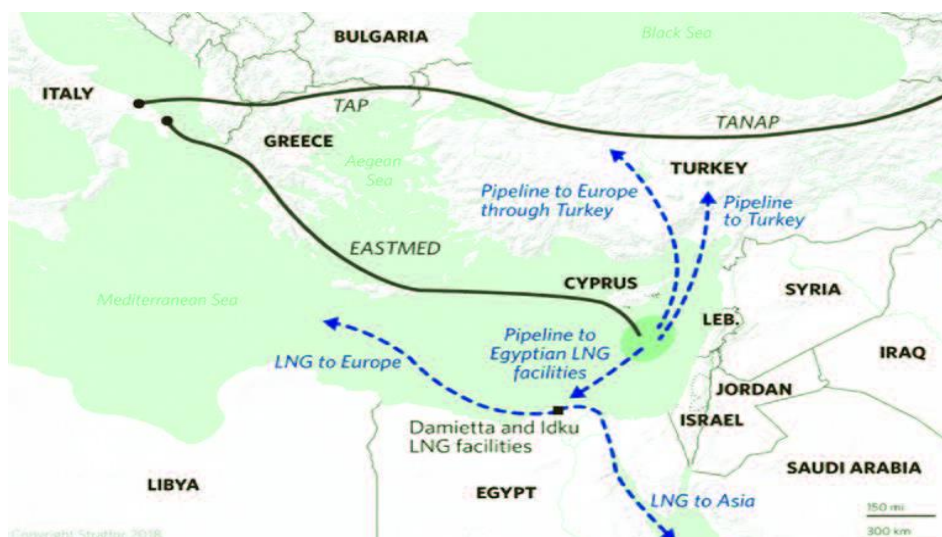 BULGARIA
Black Sea
ITALY
TAP
TANAP
GREECE
Aegean
Sea
TURKEY
Pipeline to Europe
through Turkey
Pipeline
to Turkey
EASTMED
CYPRUS
SYRIA
Mediterranean Sea
LEB.
Pipeline to
Egyptian LNG
facilities
LNG to Europe
IRAQ
JORDAN
ISRAEL
Damietta and Idku
LNG facilities
SAUDI ARABIA
LIBYA
EGYPT
LNG to Asia
150 mi
300 km
Copyright Stratfor 2018